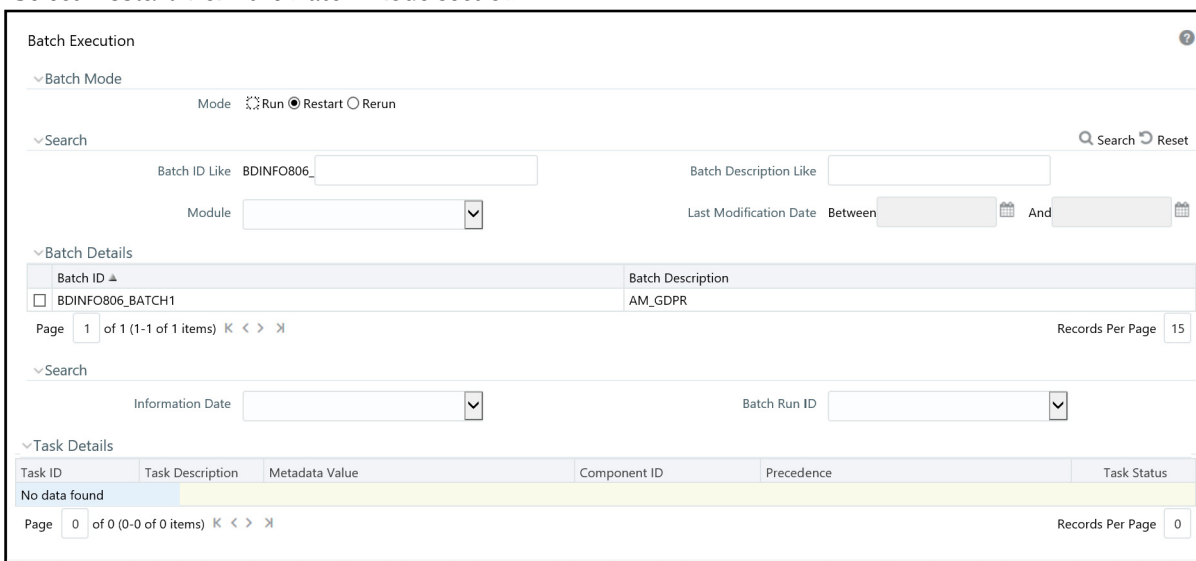 Batch Execution
Batch Mode
Mode Run Restart Rerun
Search Search Reset
Batch ID Like BDINFO806_ Batch Description Like
Module Last Modification Date Between And
Batch Details
Batch ID Batch Description
BDINFO806_BATCH1 AM_GDPR
Page 1 of 1 (1-1 of 1 items) Records Per Page 15
Search
Information Date Batch Run ID
Task Details
Task ID Task Description Metadata Value Component ID Precedence Task Status
No data found
Page 0 of 0 (0-0 of 0 items) Records Per Page 0